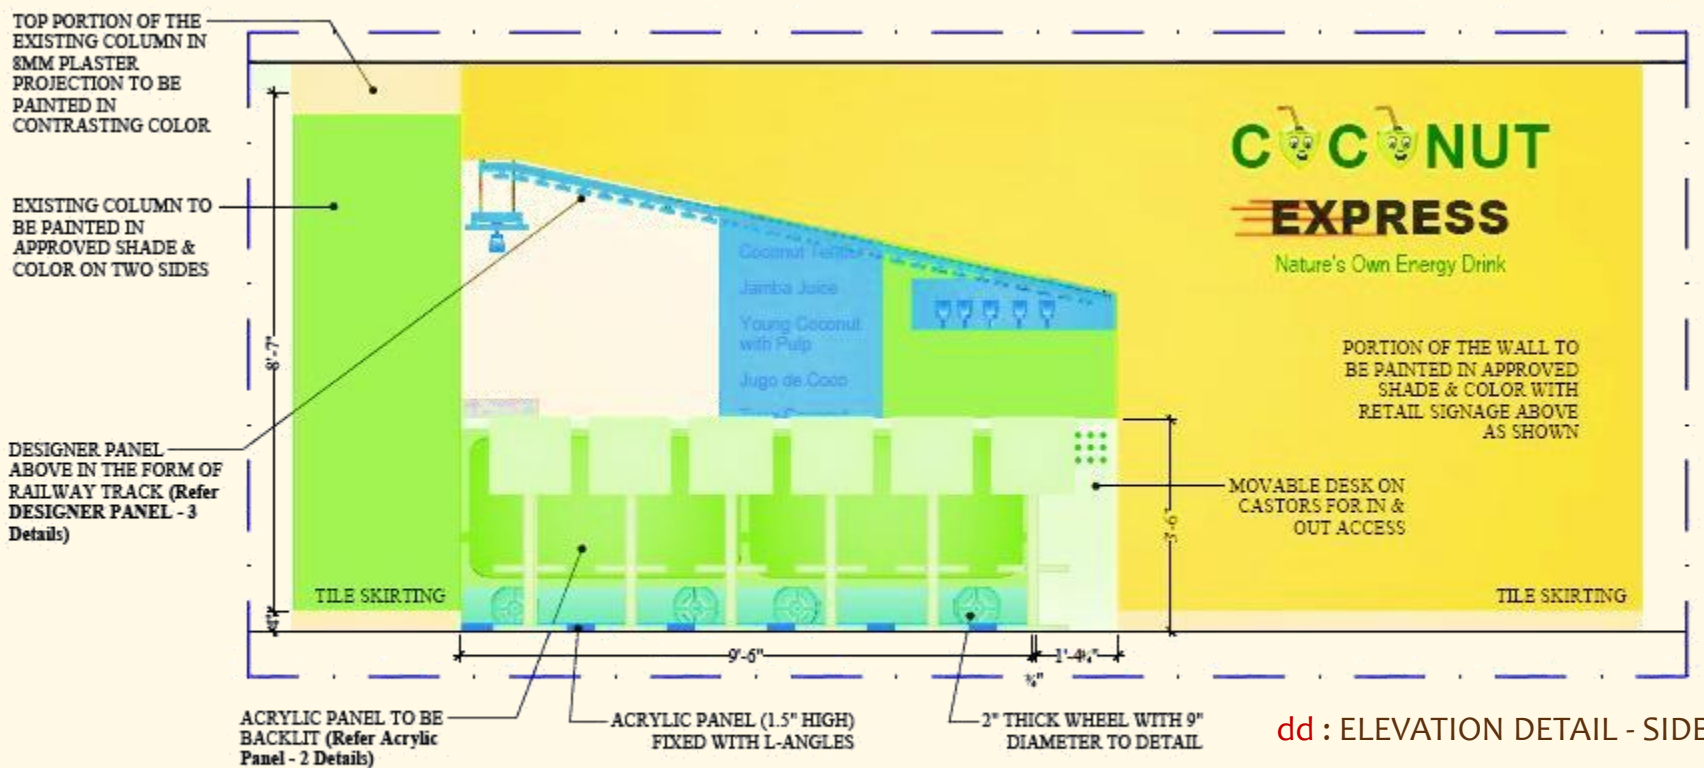 TOP PORTION OF THE
EXISTING COLUMN IN
8MM PLASTER
PROJECTION TO BE
PAINTED IN
CONTRASTING COLOR
EXISTING COLUMN TO
BE PAINTED IN
APPROVED SHADE &
COLOR ON TWO SIDES
8'-7"
DESIGNER PANEL
ABOVE IN THE FORM OF
RAILWAY TRACK (Refer
DESIGNER PANEL - 3
Details)
Coconut Tender
Jamba Juice
Young Coconut
with Pulp
Jugo de Coco
COCONUT
EXPRESS
Nature's Own Energy Drink
PORTION OF THE WALL TO
BE PAINTED IN APPROVED
SHADE & COLOR WITH
RETAIL SIGNAGE ABOVE
AS SHOWN
MOVABLE DESK ON
CASTORS FOR IN &
OUT ACCESS
TILE SKIRTING
TILE SKIRTING
4"
9'-6"
1'-4¼"
¾"
ACRYLIC PANEL TO BE
BACKLIT (Refer Acrylic
Panel - 2 Details)
ACRYLIC PANEL (1.5" HIGH)
FIXED WITH L-ANGLES
2" THICK WHEEL WITH 9"
DIAMETER TO DETAIL
dd : ELEVATION DETAIL - SIDE